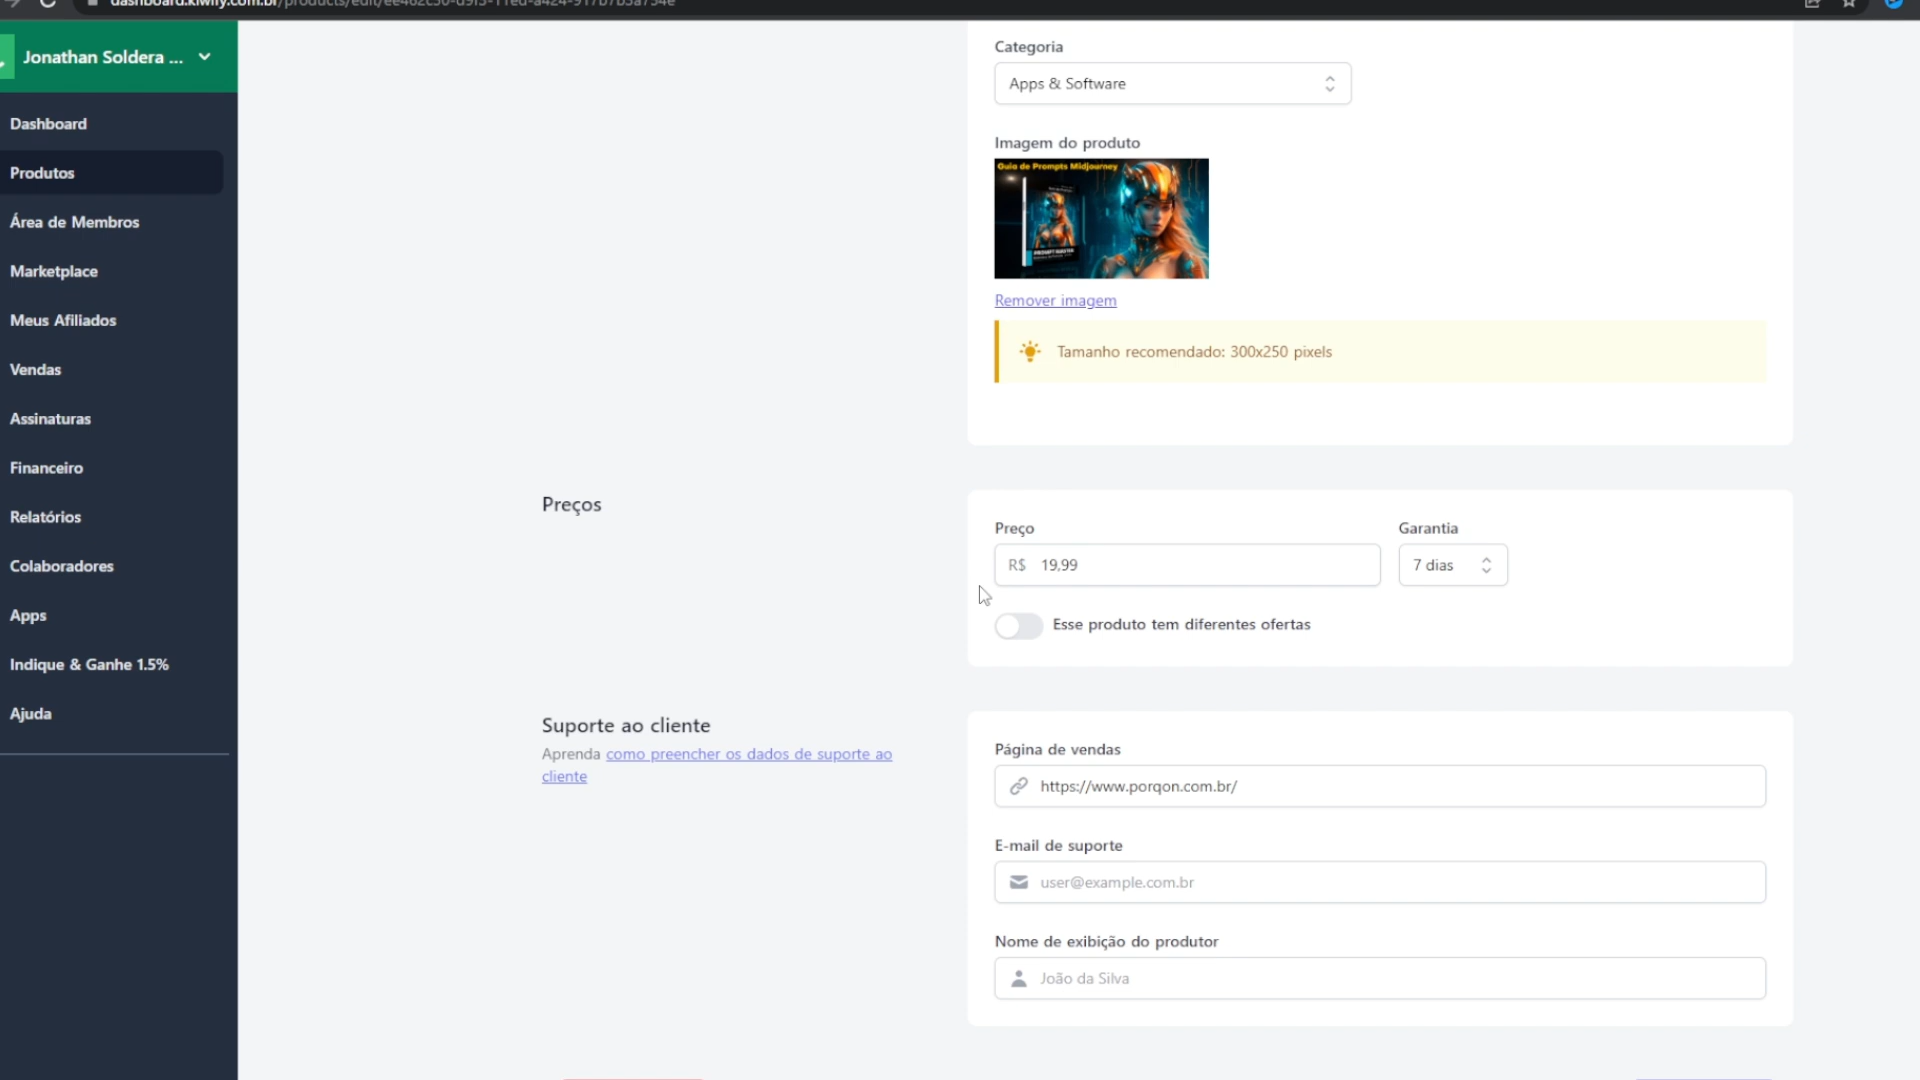 Jonathan Soldera ...
Dashboard
Produtos
Área de Membros
Marketplace
Meus Afiliados
Vendas
Assinaturas
Financeiro
Relatórios
Colaboradores
Apps
Indique & Ganhe 1.5%
Ajuda
Categoria
Apps & Software
Imagem do produto
Guia de Prompts Midjourney
Remover imagem
Tamanho recomendado: 300x250 pixels
Preços
Preço
Garantia
R$ 19,99
7 dias
Esse produto tem diferentes ofertas
Suporte ao cliente
Aprenda como preencher os dados de suporte ao
cliente
Página de vendas
https://www.porqon.com.br/
E-mail de suporte
user@example.com.br
Nome de exibição do produtor
João da Silva